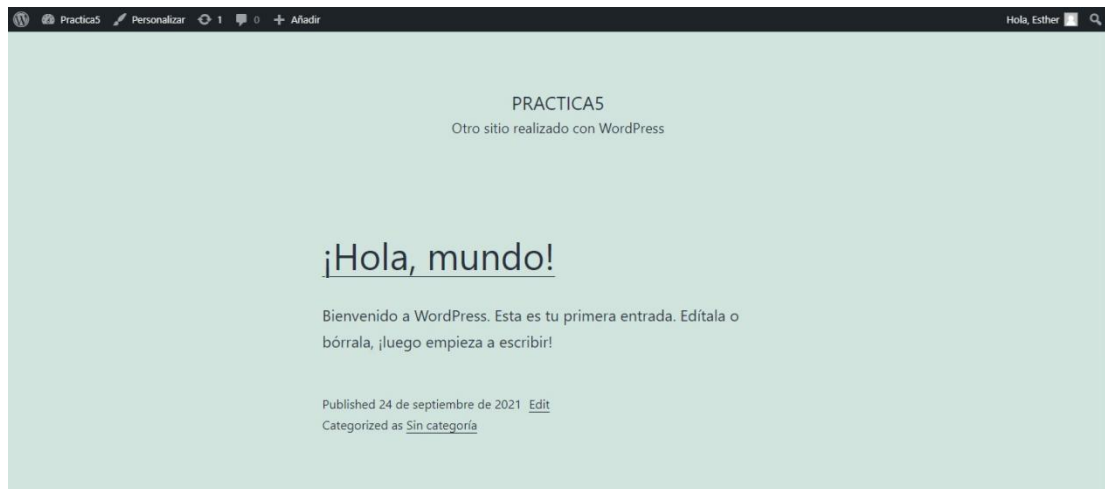 Practica5 Personalizar 1 0 + Añadir Hola, Esther
PRACTICA5
Otro sitio realizado con WordPress
¡Hola, mundo!
Bienvenido a WordPress. Esta es tu primera entrada. Edítala o
bórrala, ¡luego empieza a escribir!
Published 24 de septiembre de 2021 Edit
Categorized as Sin categoría